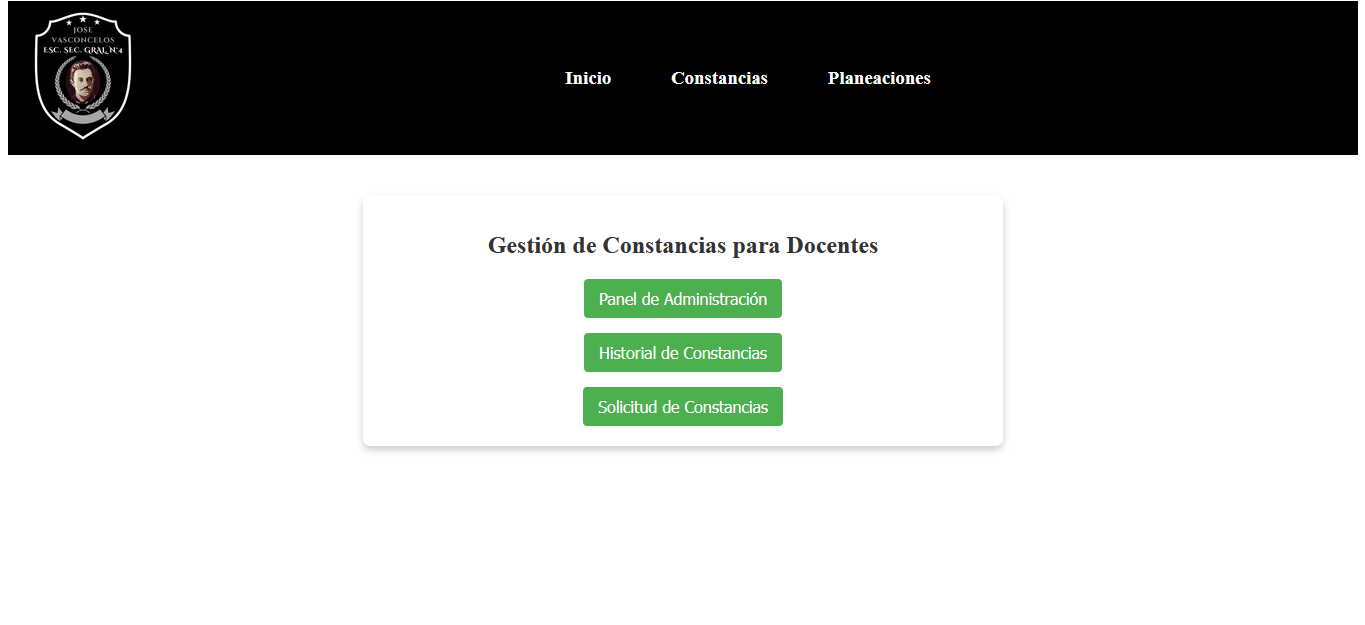 JOSE
VASCONCELOS
ESC. SEC. GRAL N°4
Inicio
Constancias
Planeaciones
Gestión de Constancias para Docentes
Panel de Administración
Historial de Constancias
Solicitud de Constancias